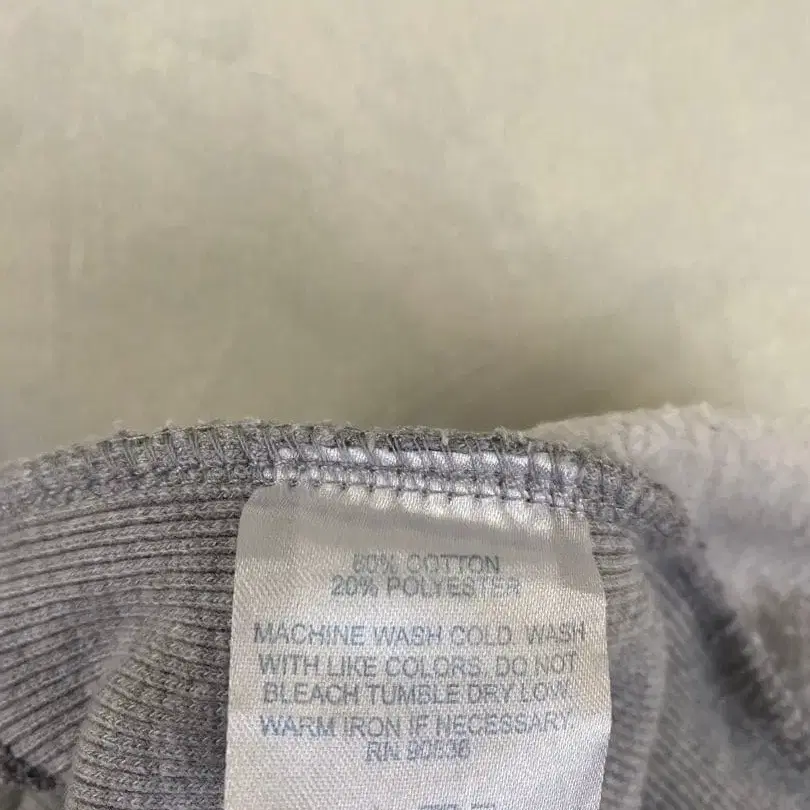 80% COTTON
20% POLYESTER
MACHINE WASH COLD. WASH
WITH LIKE COLORS. DO NOT
BLEACH TUMBLE DRY LOW.
WARM IRON IF NECESSARY.
RN